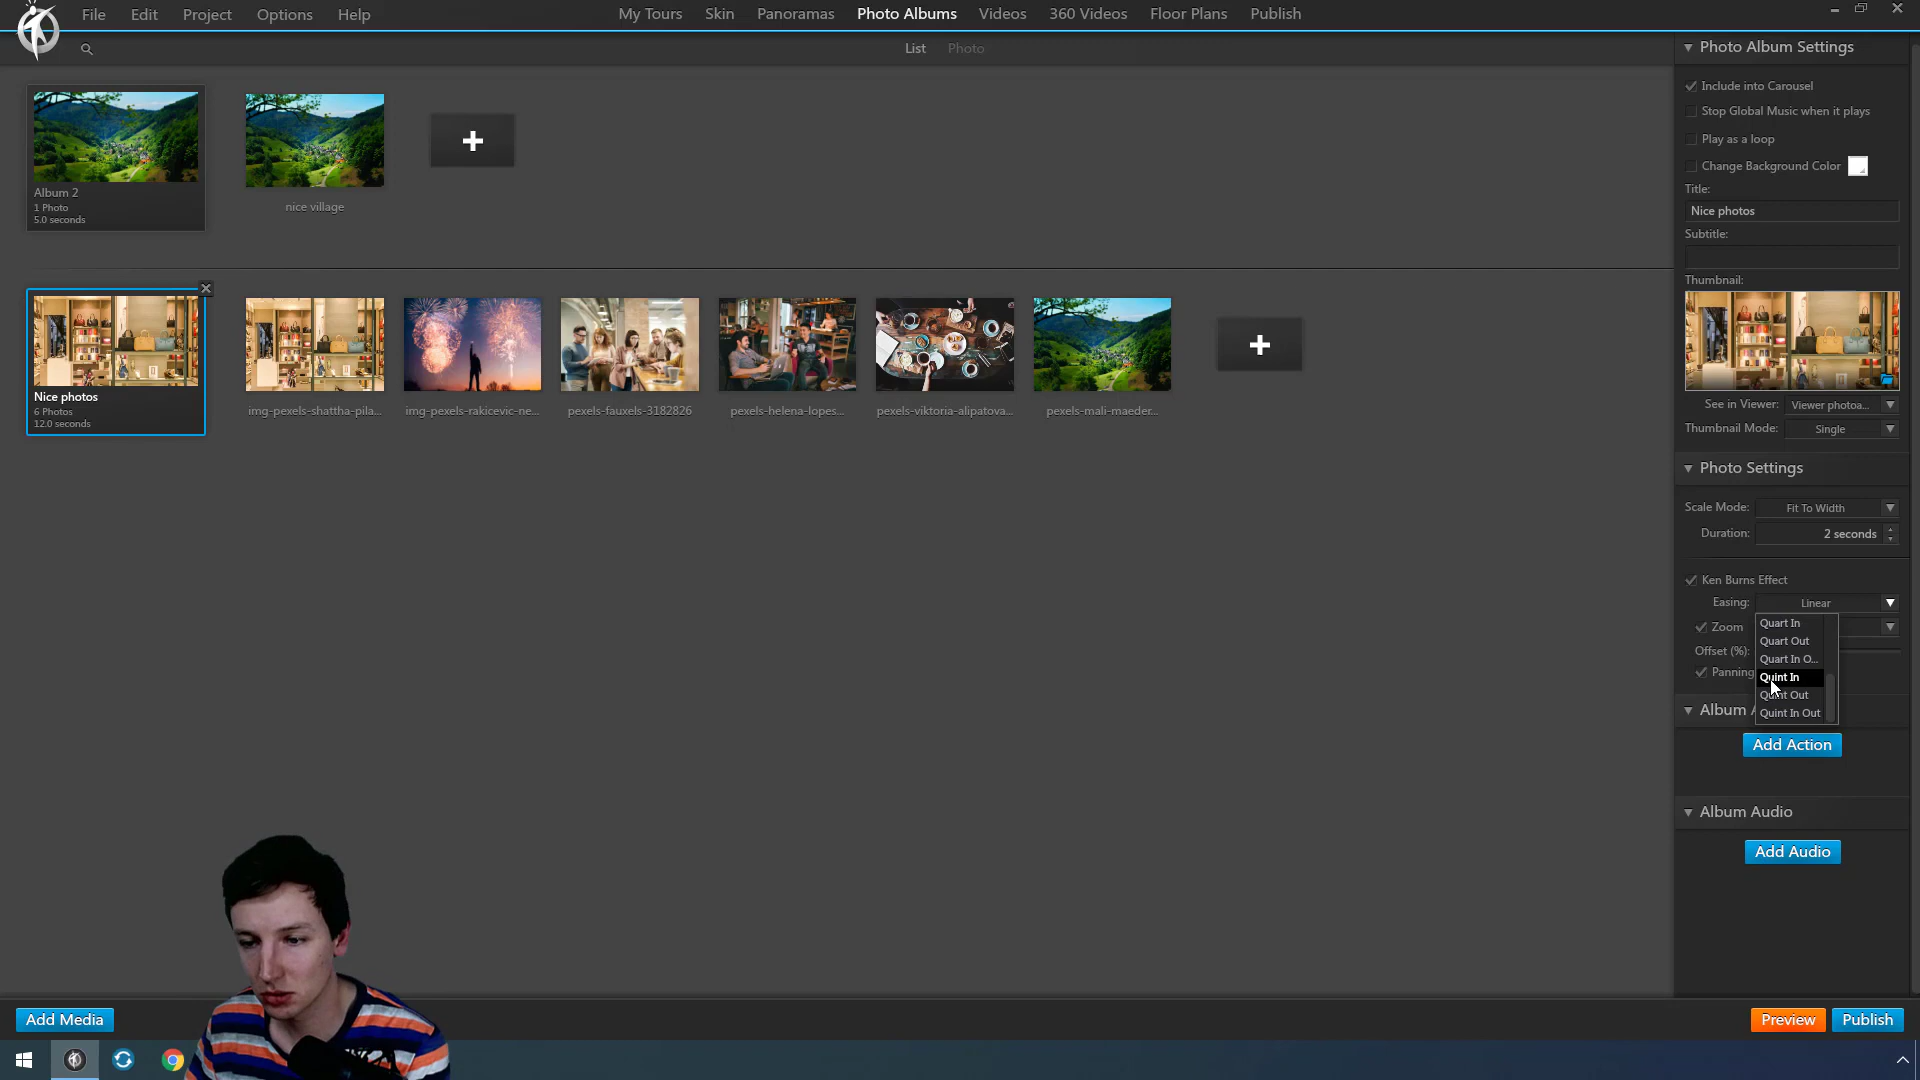 File Edit Project Options Help
My Tours Skin Panoramas Photo Albums Videos 360 Videos Floor Plans Publish
List Photo
Album 2
1 Photo
5.0 seconds
nice village
Nice photos
6 Photos
12.0 seconds
img-pexels-shattha-pila...
img-pexels-rakicevic-ne...
pexels-fauxels-3182826
pexels-helena-lopes...
pexels-viktoria-alipatova...
pexels-mali-maeder...
Photo Album Settings
Include into Carousel
Stop Global Music when it plays
Play as a loop
Change Background Color
Title:
Nice photos
Subtitle:
Thumbnail:
See in Viewer: Viewer photoa...
Thumbnail Mode: Single
Photo Settings
Scale Mode: Fit To Width
Duration: 2 seconds
Ken Burns Effect
Easing: Linear
Quart In
Zoom
Quart Out
Offset (%):
Quart In O...
Panning
Quint In
Quint Out
Album A
Quint In Out
Add Action
Album Audio
Add Audio
Add Media
Preview Publish